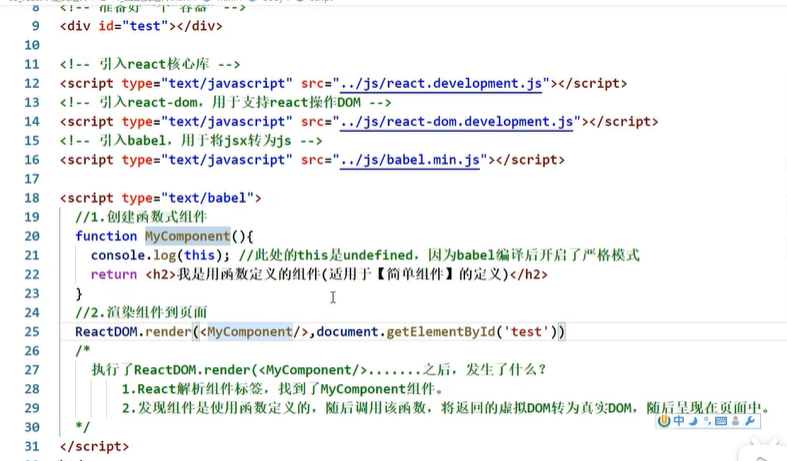 8 <!-- 准备好一个"容器" -->
9 <div id="test"></div>
10
11 <!-- 引入react核心库 -->
12 <script type="text/javascript" src="../js/react.development.js"></script>
13 <!-- 引入react-dom，用于支持react操作DOM -->
14 <script type="text/javascript" src="../js/react-dom.development.js"></script>
15 <!-- 引入babel，用于将jsx转为js -->
16 <script type="text/javascript" src="../js/babel.min.js"></script>
17
18 <script type="text/babel">
19 //1.创建函数式组件
20 function MyComponent(){
21 console.log(this); //此处的this是undefined，因为babel编译后开启了严格模式
22 return <h2>我是用函数定义的组件(适用于【简单组件】的定义)</h2>
23 }
24 //2.渲染组件到页面
25 ReactDOM.render(<MyComponent/>,document.getElementById('test'))
26 /*
27 执行了ReactDOM.render(<MyComponent/>.......之后，发生了什么？
28 1.React解析组件标签，找到了MyComponent组件。
29 2.发现组件是使用函数定义的，随后调用该函数，将返回的虚拟DOM转为真实DOM，随后呈现在页面中。
30 */
中
31 </script>